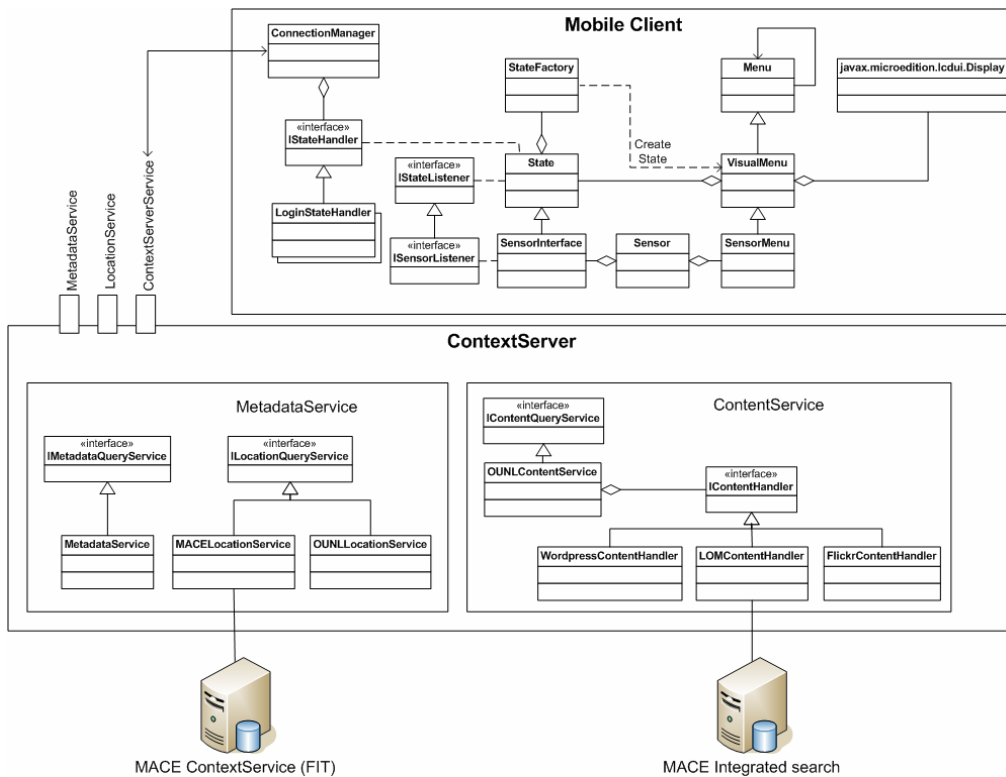 Mobile Client
ConnectionManager
StateFactory
Menu
javax.microedition.lcdui.Display
«interface»
IStateHandler
Create
State
«interface»
IStateListener
State
VisualMenu
LoginStateHandler
«interface»
ISensorListener
SensorInterface
Sensor
SensorMenu
MetadataService
LocationService
ContextServerService
ContextServer
MetadataService
«interface»
IMetadataQueryService
«interface»
ILocationQueryService
MetadataService
MACELocationService
OUNLLocationService
ContentService
«interface»
IContentQueryService
OUNLContentService
«interface»
IContentHandler
WordpressContentHandler
LOMContentHandler
FlickrContentHandler
MACE ContextService (FIT)
MACE Integrated search